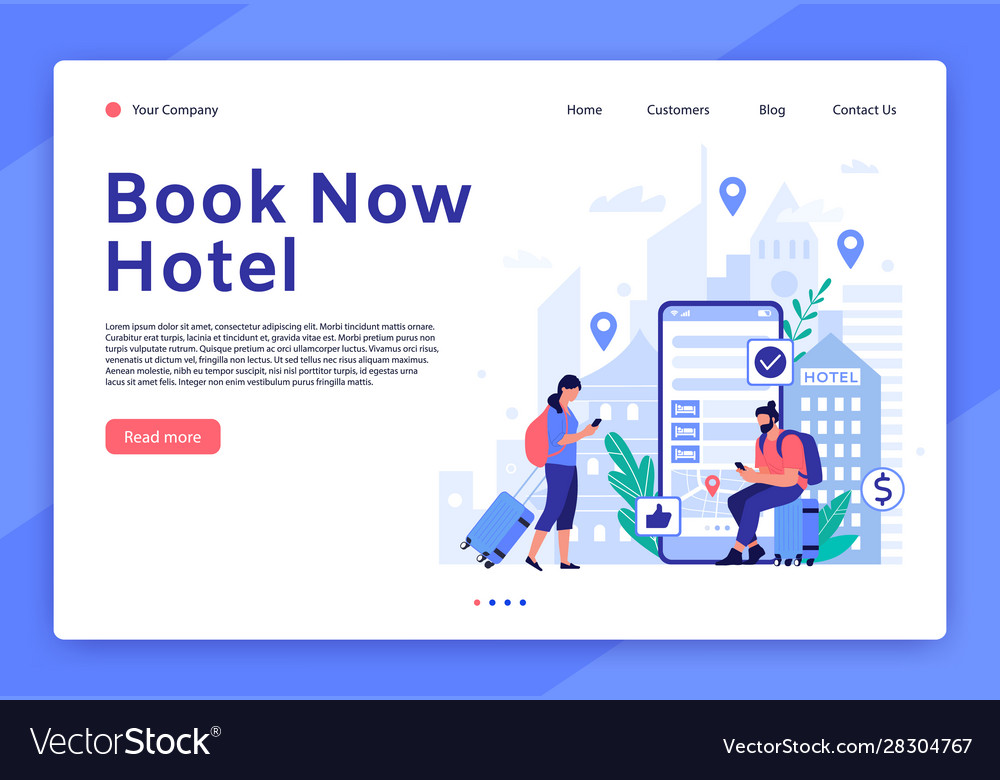 Your Company
Home
Customers
Blog
Contact Us
Book Now
Hotel
Lorem ipsum dolor sit amet, consectetur adipiscing elit. Morbi tincidunt mattis ornare.
Curabitur erat turpis, lacinia et tincidunt et, gravida vitae est. Morbi pretium purus non
turpis vulputate rutrum. Quisque pretium ac orci ullamcorper luctus. Vivamus orci risus,
venenatis ut dictum vel, fringilla non lectus. Ut sed tellus nec risus aliquam maximus.
Aenean molestie, nibh eu tempor suscipit, nisi nisl porttitor diam, id egestas urna
lacus sit amet felis. Integer non enim vestibulum purus fringilla mattis.
Read more
HOTEL
$
VectorStock®
VectorStock.com/28304767